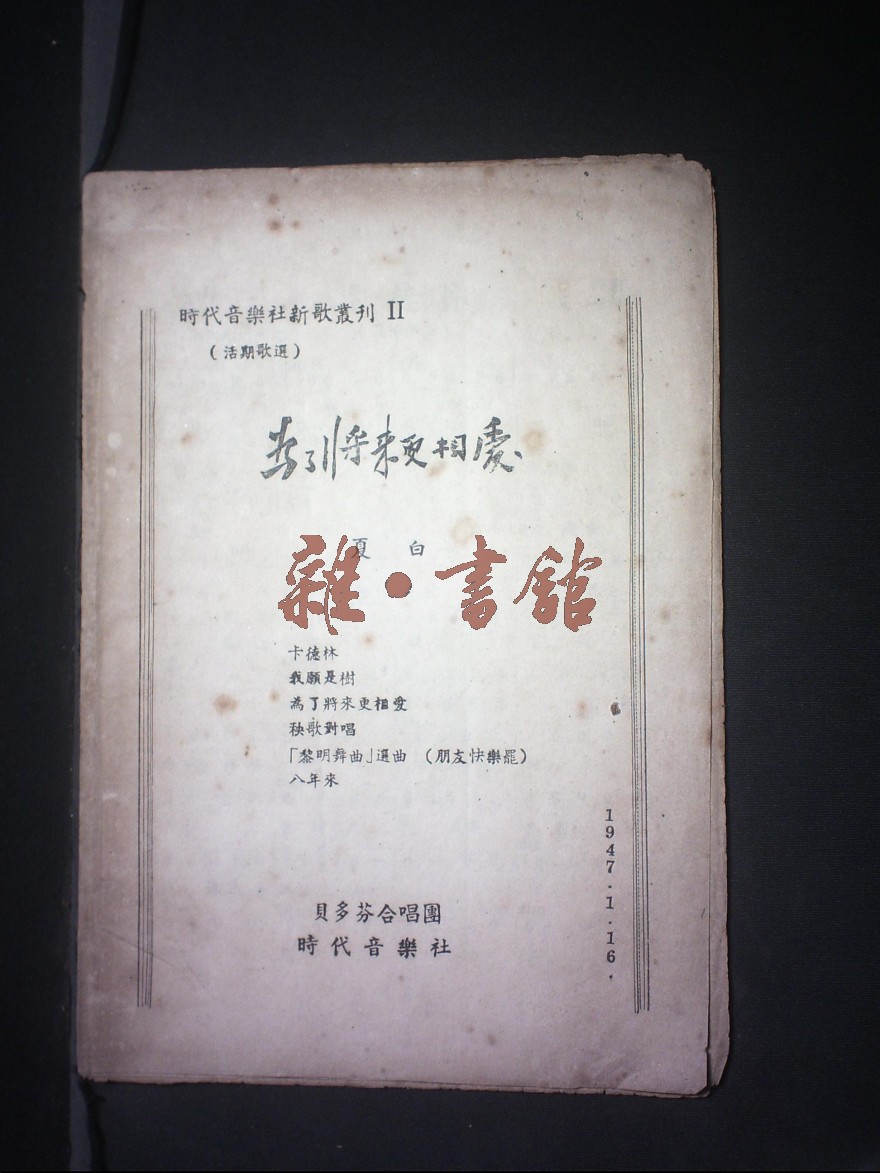 時代音樂社新歌叢刊 II
(活期歌選)
為了將来更相愛
夏 白
雜·書舘
卡德林
我願是樹
為了將來更相愛
秧歌對唱
「黎明舞曲」選曲 (朋友快樂罷)
八年來
1947.1.16.
貝多芬合唱團
時代音樂社